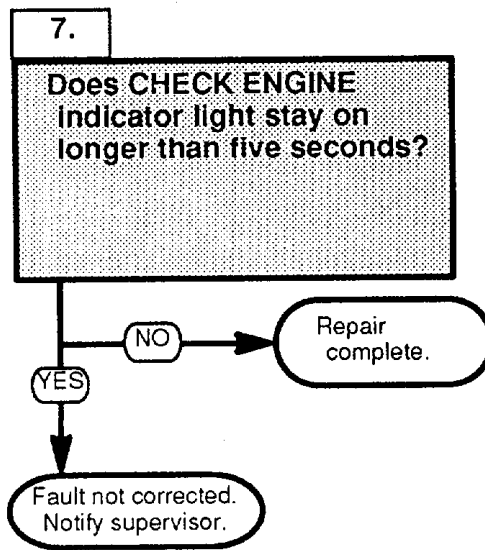 7.
Does CHECK ENGINE
indicator light stay on
longer than five seconds?
NO
Repair
complete.
YES
Fault not corrected.
Notify supervisor.